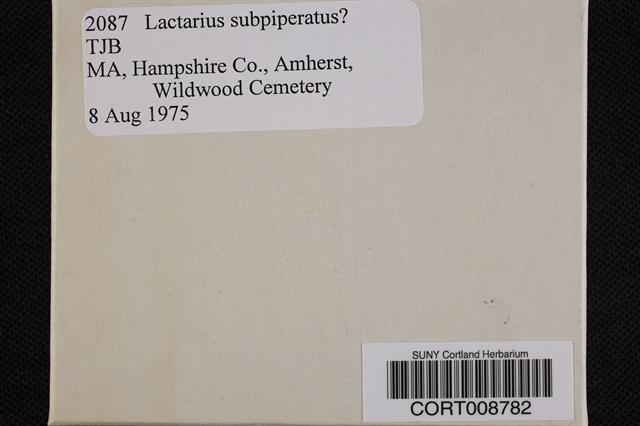 2087 Lactarius subpiperatus?
TJB
MA, Hampshire Co., Amherst,
Wildwood Cemetery
8 Aug 1975
SUNY Cortland Herbarium
CORT008782